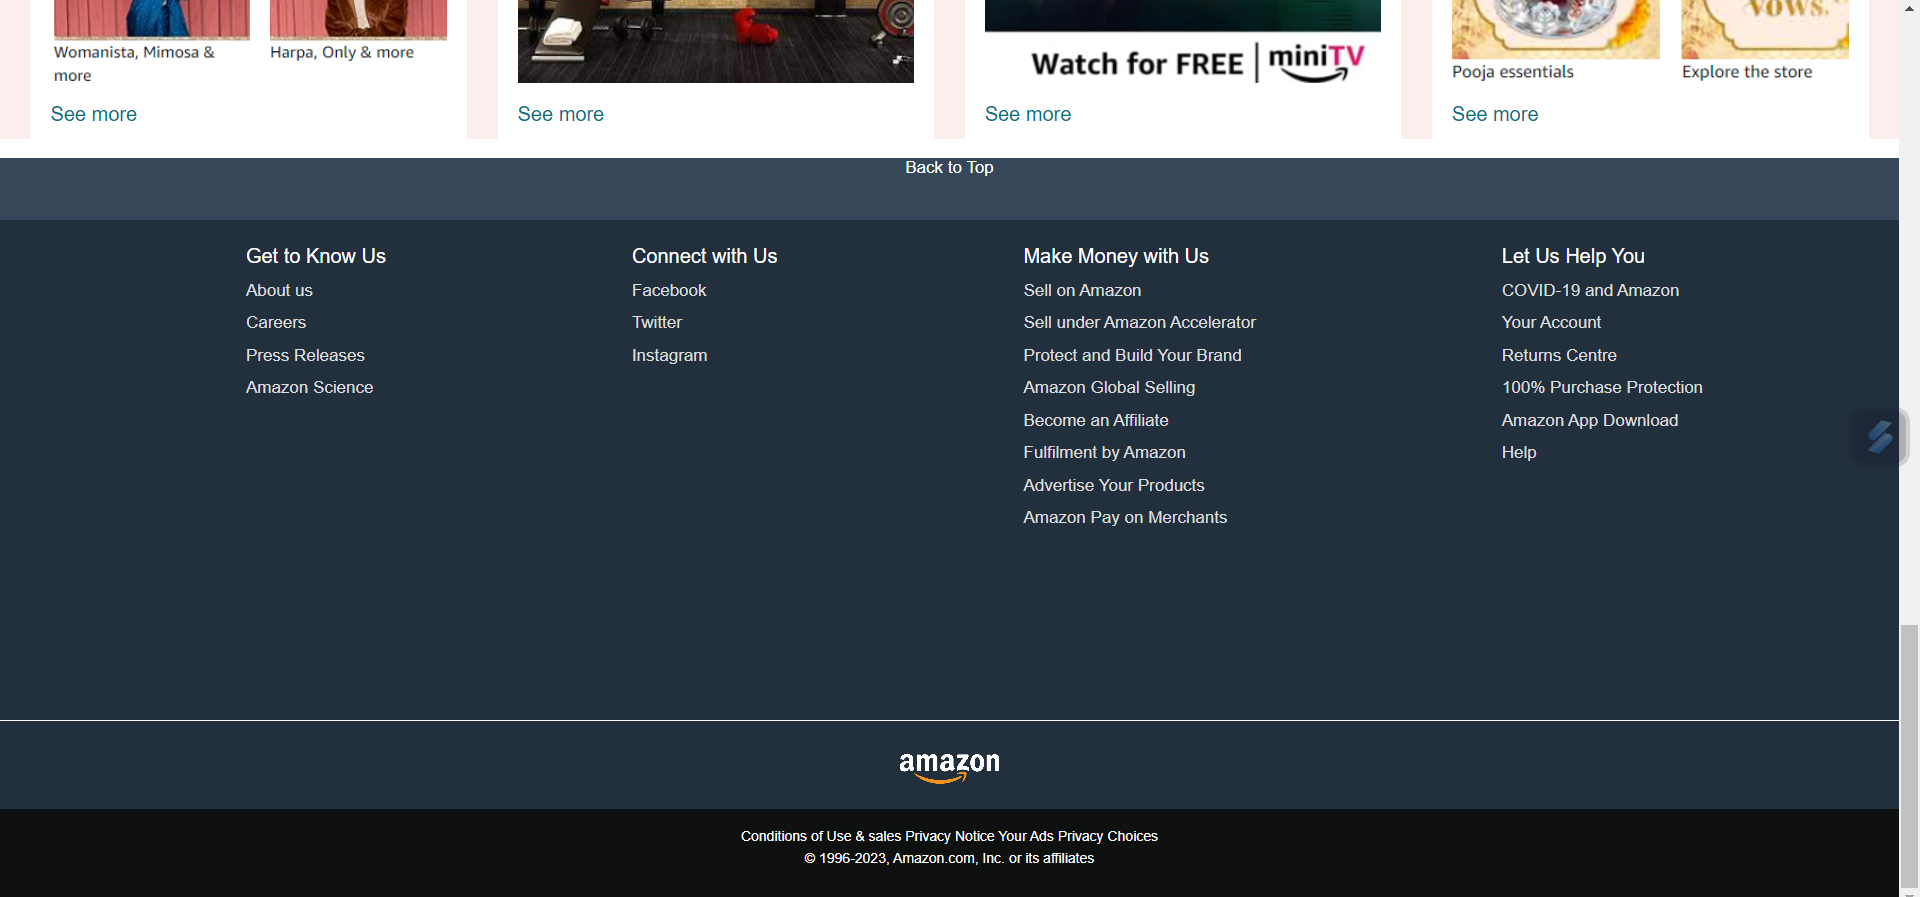 Womanista, Mimosa &
more
Harpa, Only & more
See more
See more
Watch for FREE | miniTV
See more
VOWS.
Pooja essentials
Explore the store
See more
Back to Top
Get to Know Us
About us
Careers
Press Releases
Amazon Science
Connect with Us
Facebook
Twitter
Instagram
Make Money with Us
Sell on Amazon
Sell under Amazon Accelerator
Protect and Build Your Brand
Amazon Global Selling
Become an Affiliate
Fulfilment by Amazon
Advertise Your Products
Amazon Pay on Merchants
Let Us Help You
COVID-19 and Amazon
Your Account
Returns Centre
100% Purchase Protection
Amazon App Download
Help
amazon
Conditions of Use & sales Privacy Notice Your Ads Privacy Choices
© 1996-2023, Amazon.com, Inc. or its affiliates